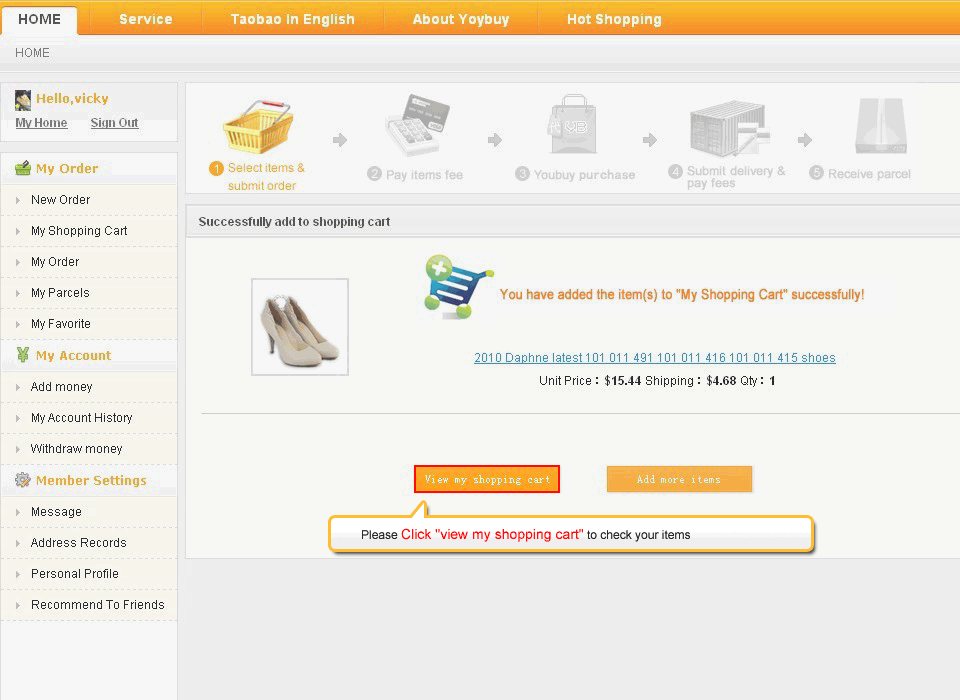 HOME Service Taobao In English About Yoybuy Hot Shopping
HOME
Hello,vicky
My Home Sign Out
My Order
New Order
My Shopping Cart
My Order
My Parcels
My Favorite
My Account
Add money
My Account History
Withdraw money
Member Settings
Message
Address Records
Personal Profile
Recommend To Friends
1 Select items &
submit order
2 Pay items fee
3 Youbuy purchase
4 Submit delivery &
pay fees
5 Receive parcel
Successfully add to shopping cart
You have added the item(s) to "My Shopping Cart" successfully!
2010 Daphne latest 101 011 491 101 011 416 101 011 415 shoes
Unit Price：$15.44 Shipping：$4.68 Qty：1
View my shopping cart Add more items
Please Click "view my shopping cart" to check your items